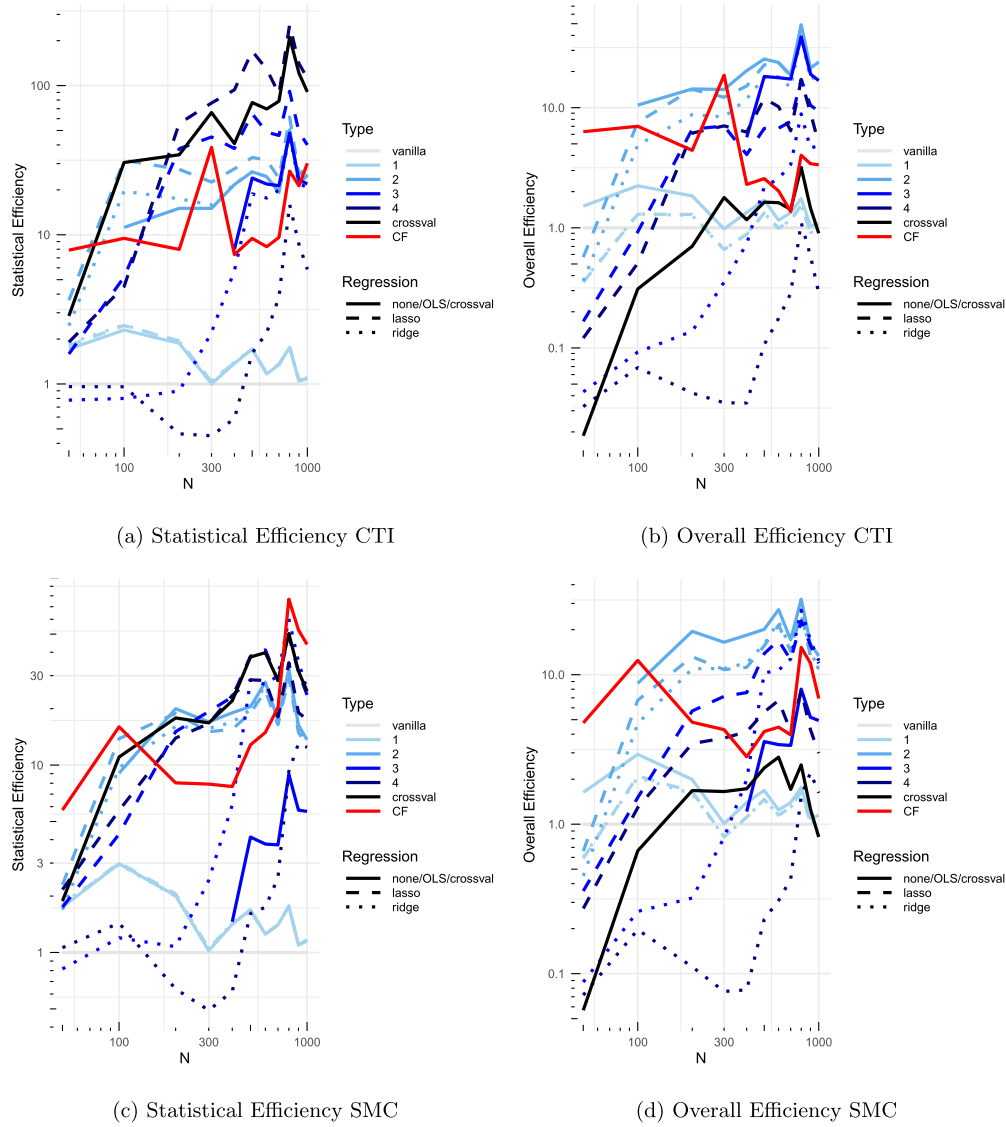 Statistical Efficiency
100
10
1
100
300
1000
N
Type
vanilla
1
2
3
4
crossval
CF
Regression
none/OLS/crossval
lasso
ridge
(a) Statistical Efficiency CTI
Overall Efficiency
10.0
1.0
0.1
100
300
1000
N
Type
vanilla
1
2
3
4
crossval
CF
Regression
none/OLS/crossval
lasso
ridge
(b) Overall Efficiency CTI
Statistical Efficiency
30
10
3
1
100
300
1000
N
Type
vanilla
1
2
3
4
crossval
CF
Regression
none/OLS/crossval
lasso
ridge
(c) Statistical Efficiency SMC
Overall Efficiency
10.0
1.0
0.1
100
300
1000
N
Type
vanilla
1
2
3
4
crossval
CF
Regression
none/OLS/crossval
lasso
ridge
(d) Overall Efficiency SMC